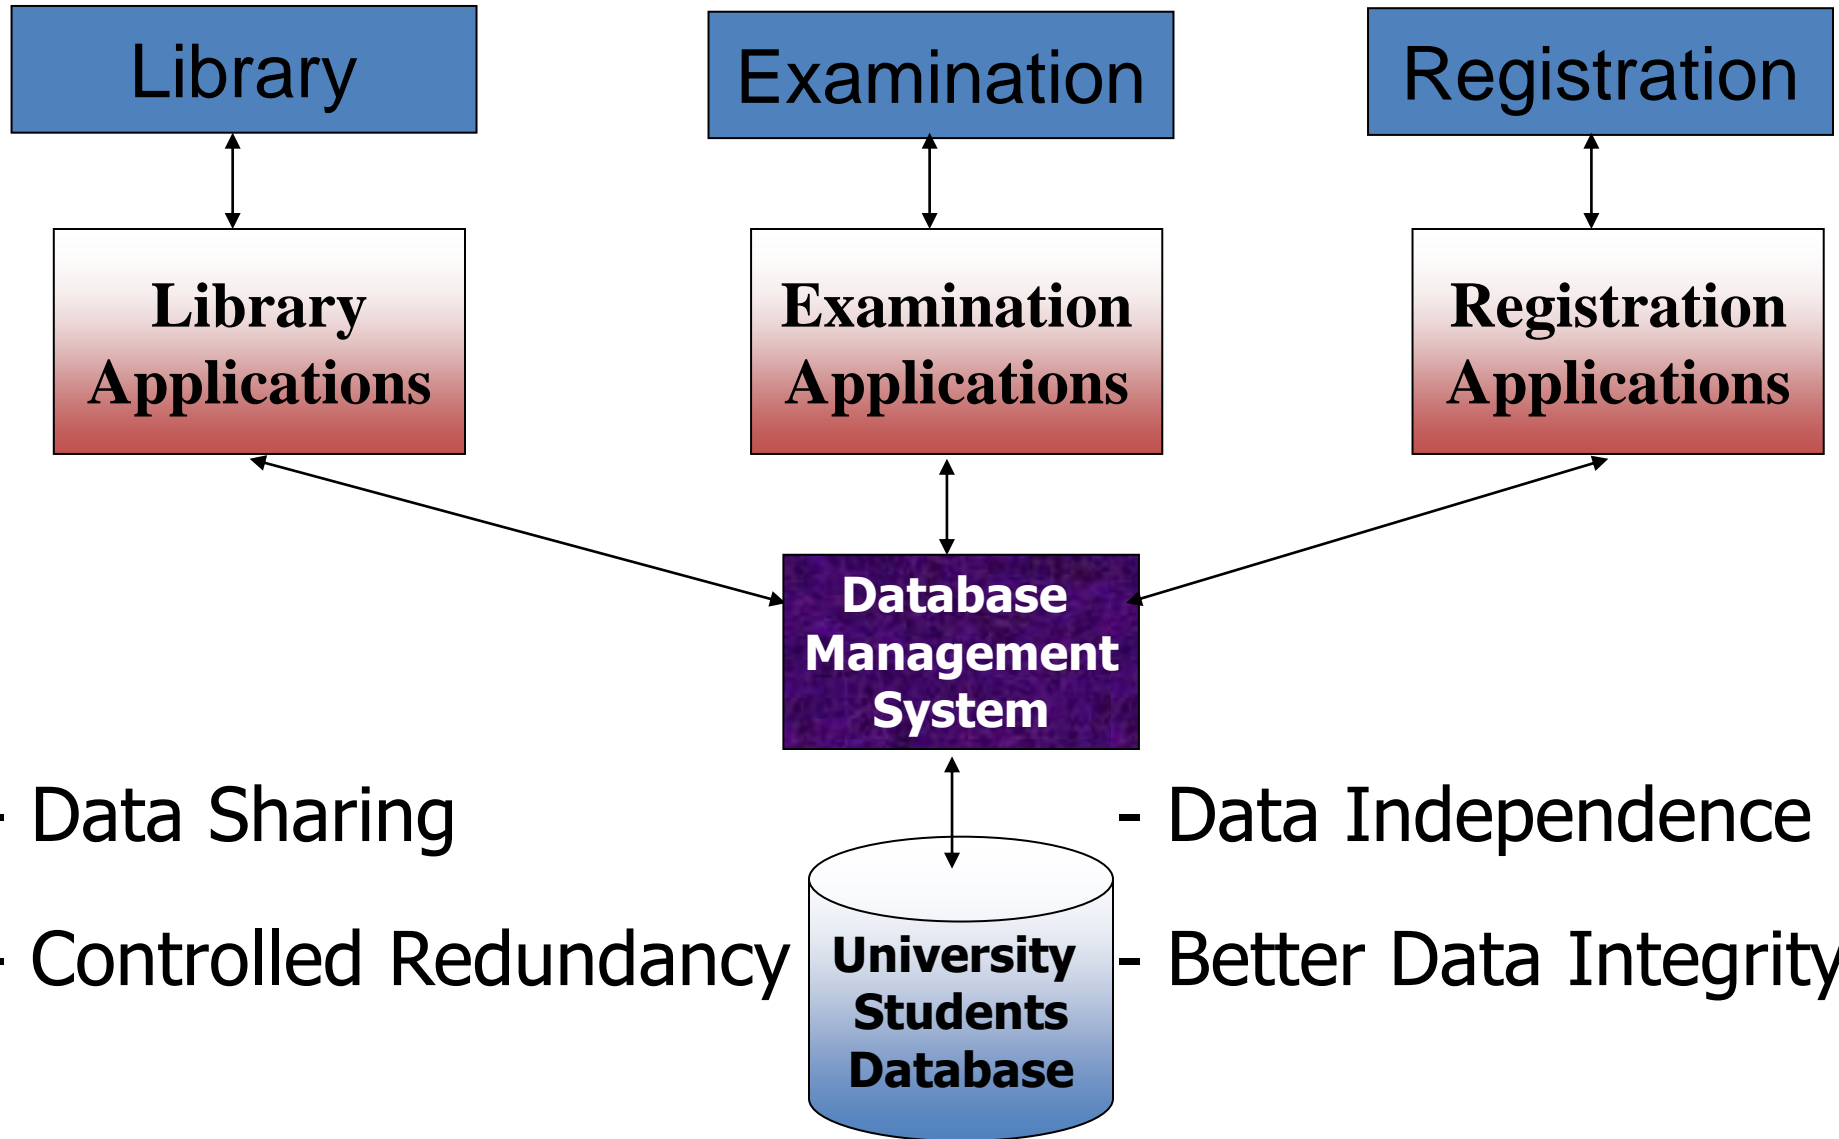 Library
Examination
Registration
Library
Applications
Examination
Applications
Registration
Applications
Database
Management
System
- Data Sharing
- Data Independence
- Controlled Redundancy
- Better Data Integrity
University
Students
Database